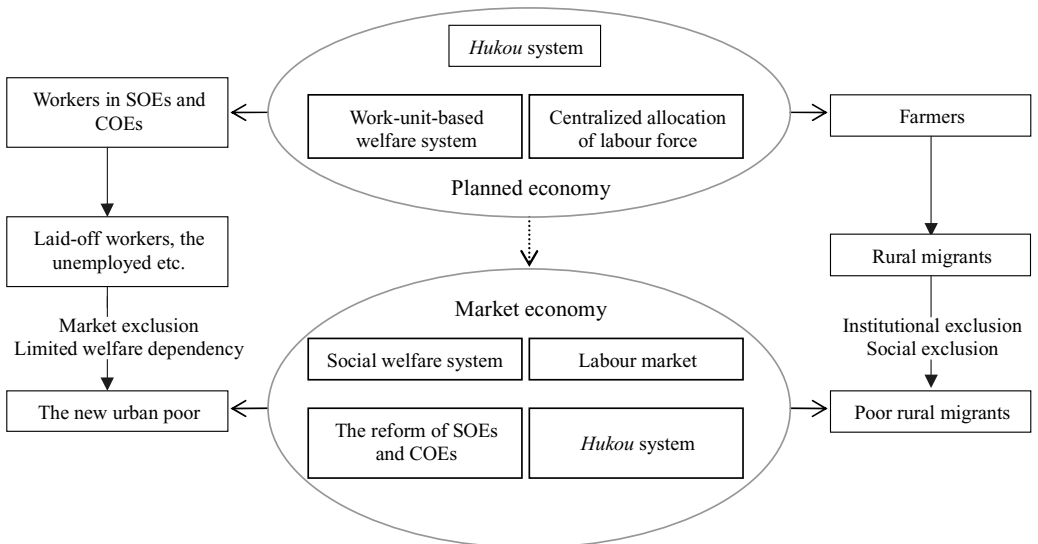 Hukou system
Workers in SOEs and
COEs
Work-unit-based
welfare system
Centralized allocation
of labour force
Farmers
Planned economy
Laid-off workers, the
unemployed etc.
Rural migrants
Market economy
Market exclusion
Limited welfare dependency
Institutional exclusion
Social exclusion
Social welfare system
Labour market
The new urban poor
Poor rural migrants
The reform of SOEs
and COEs
Hukou system